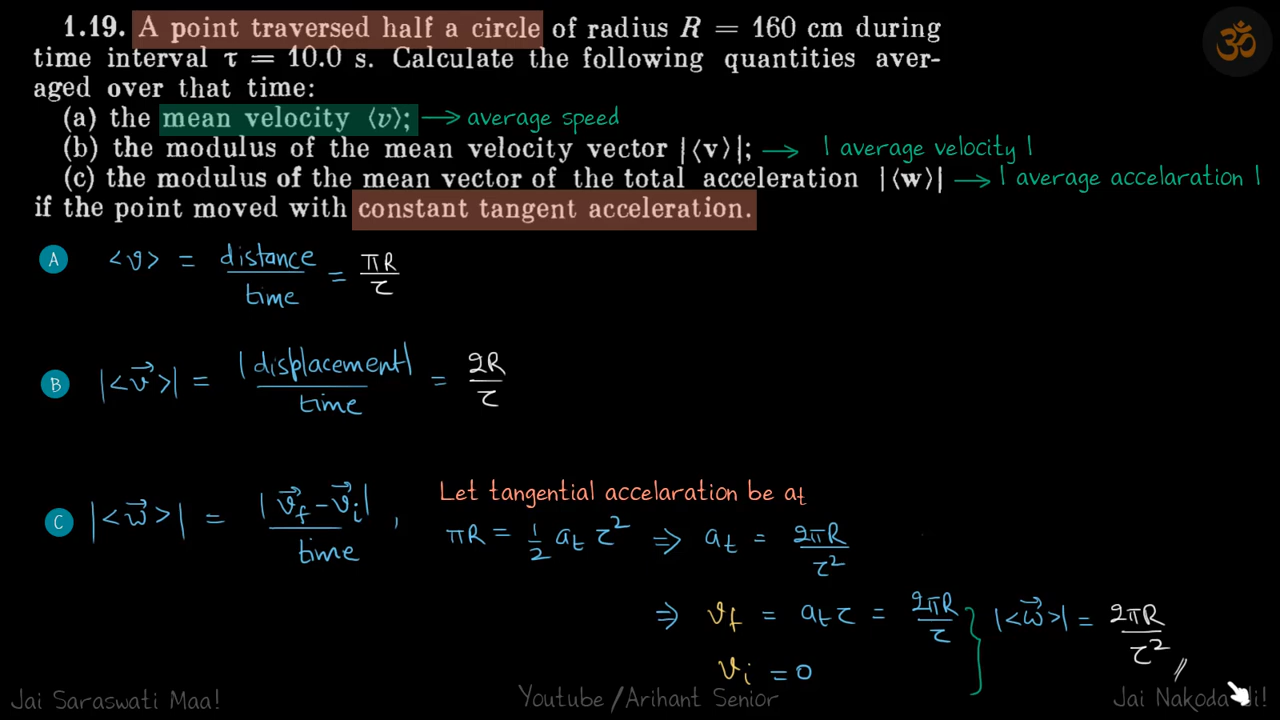 1.19. A point traversed half a circle of radius R = 160 cm during
time interval τ = 10.0 s. Calculate the following quantities aver-
aged over that time:
(a) the mean velocity ⟨v⟩; → average speed
(b) the modulus of the mean velocity vector |⟨v⟩|; → | average velocity |
(c) the modulus of the mean vector of the total acceleration |⟨w⟩| → | average accelaration |
if the point moved with constant tangent acceleration.
A <v> = distance/time = πR/τ
B |<v⃗>| = |displacement|/time = 2R/τ
Let tangential accelaration be at
C |<w⃗>| = |v⃗f - v⃗i|/time , πR = 1/2 at τ² ⇒ at = 2πR/τ²
⇒ vf = atτ = 2πR/τ } |<w⃗>| = 2πR/τ² //
vi = 0
Jai Saraswati Maa! Youtube /Arihant Senior Jai Nakoda Ji!
ॐ